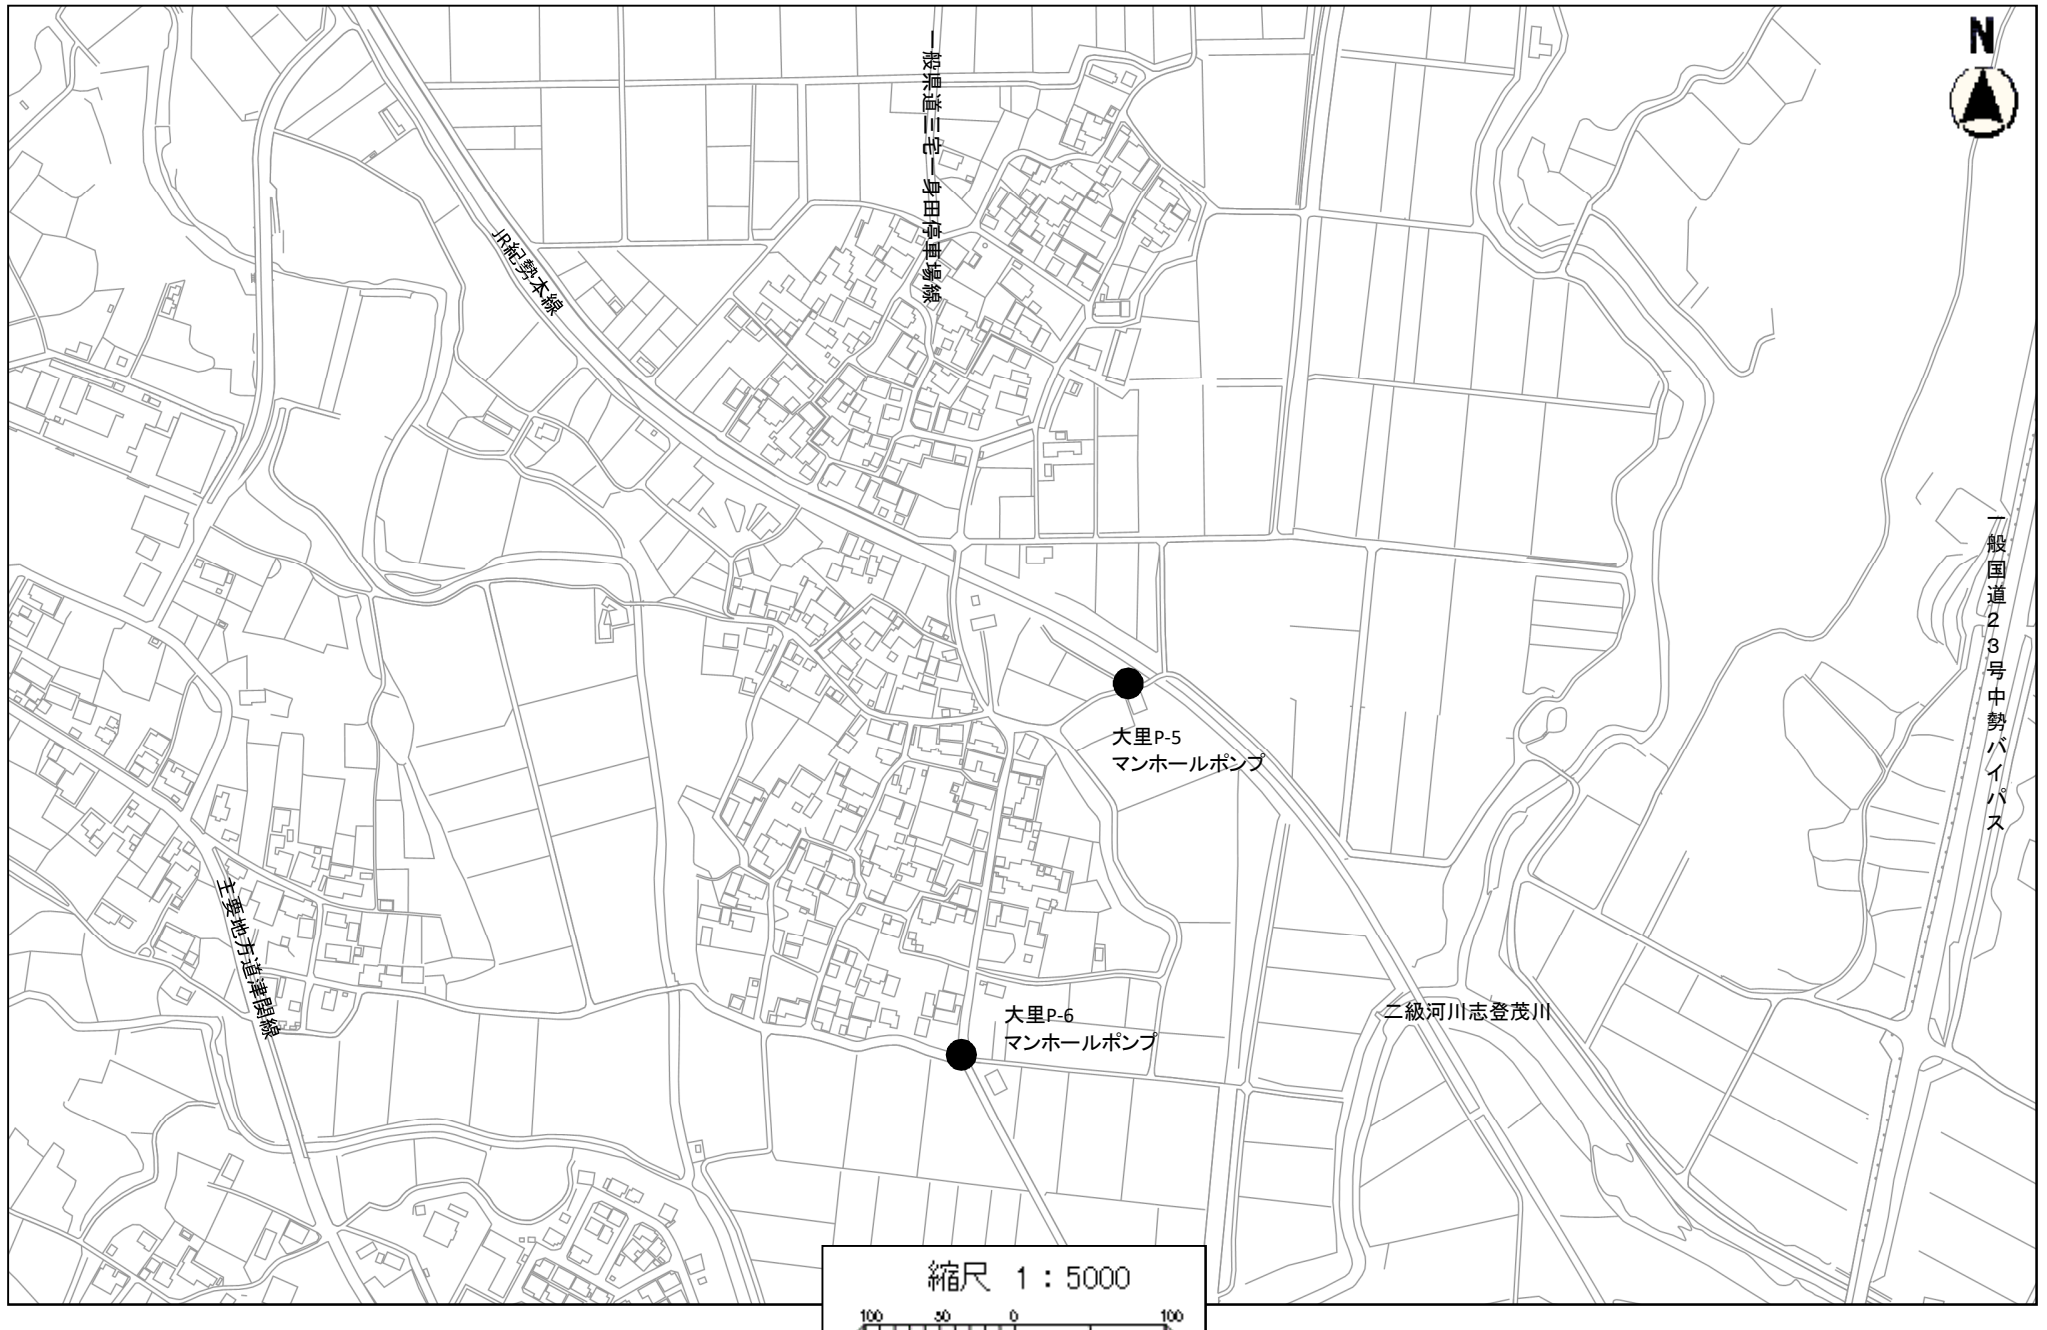 N
一般県道三宅一身田停車場線
JR紀勢本線
一般国道２３号中勢バイパス
大里P-5
マンホールポンプ
主要地方道津関線
大里P-6
マンホールポンプ
二級河川志登茂川
縮尺 1：5000
100 50 0 100